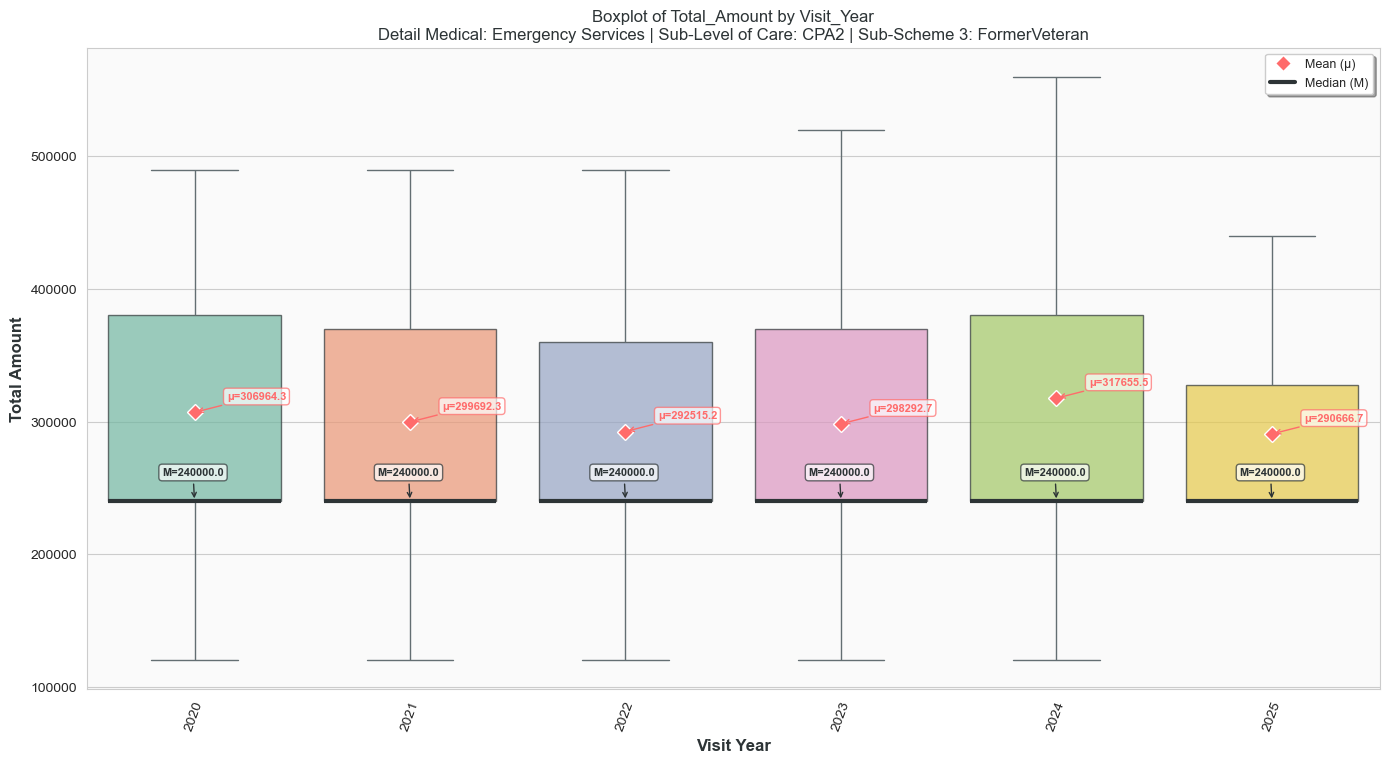 Boxplot of Total_Amount by Visit_Year
Detail Medical: Emergency Services | Sub-Level of Care: CPA2 | Sub-Scheme 3: FormerVeteran
Mean (μ)
Median (M)
Total Amount
500000
400000
300000
200000
100000
μ=306964.3
μ=299692.3
μ=292515.2
μ=298292.7
μ=317655.5
μ=290666.7
M=240000.0
M=240000.0
M=240000.0
M=240000.0
M=240000.0
M=240000.0
2020
2021
2022
2023
2024
2025
Visit Year